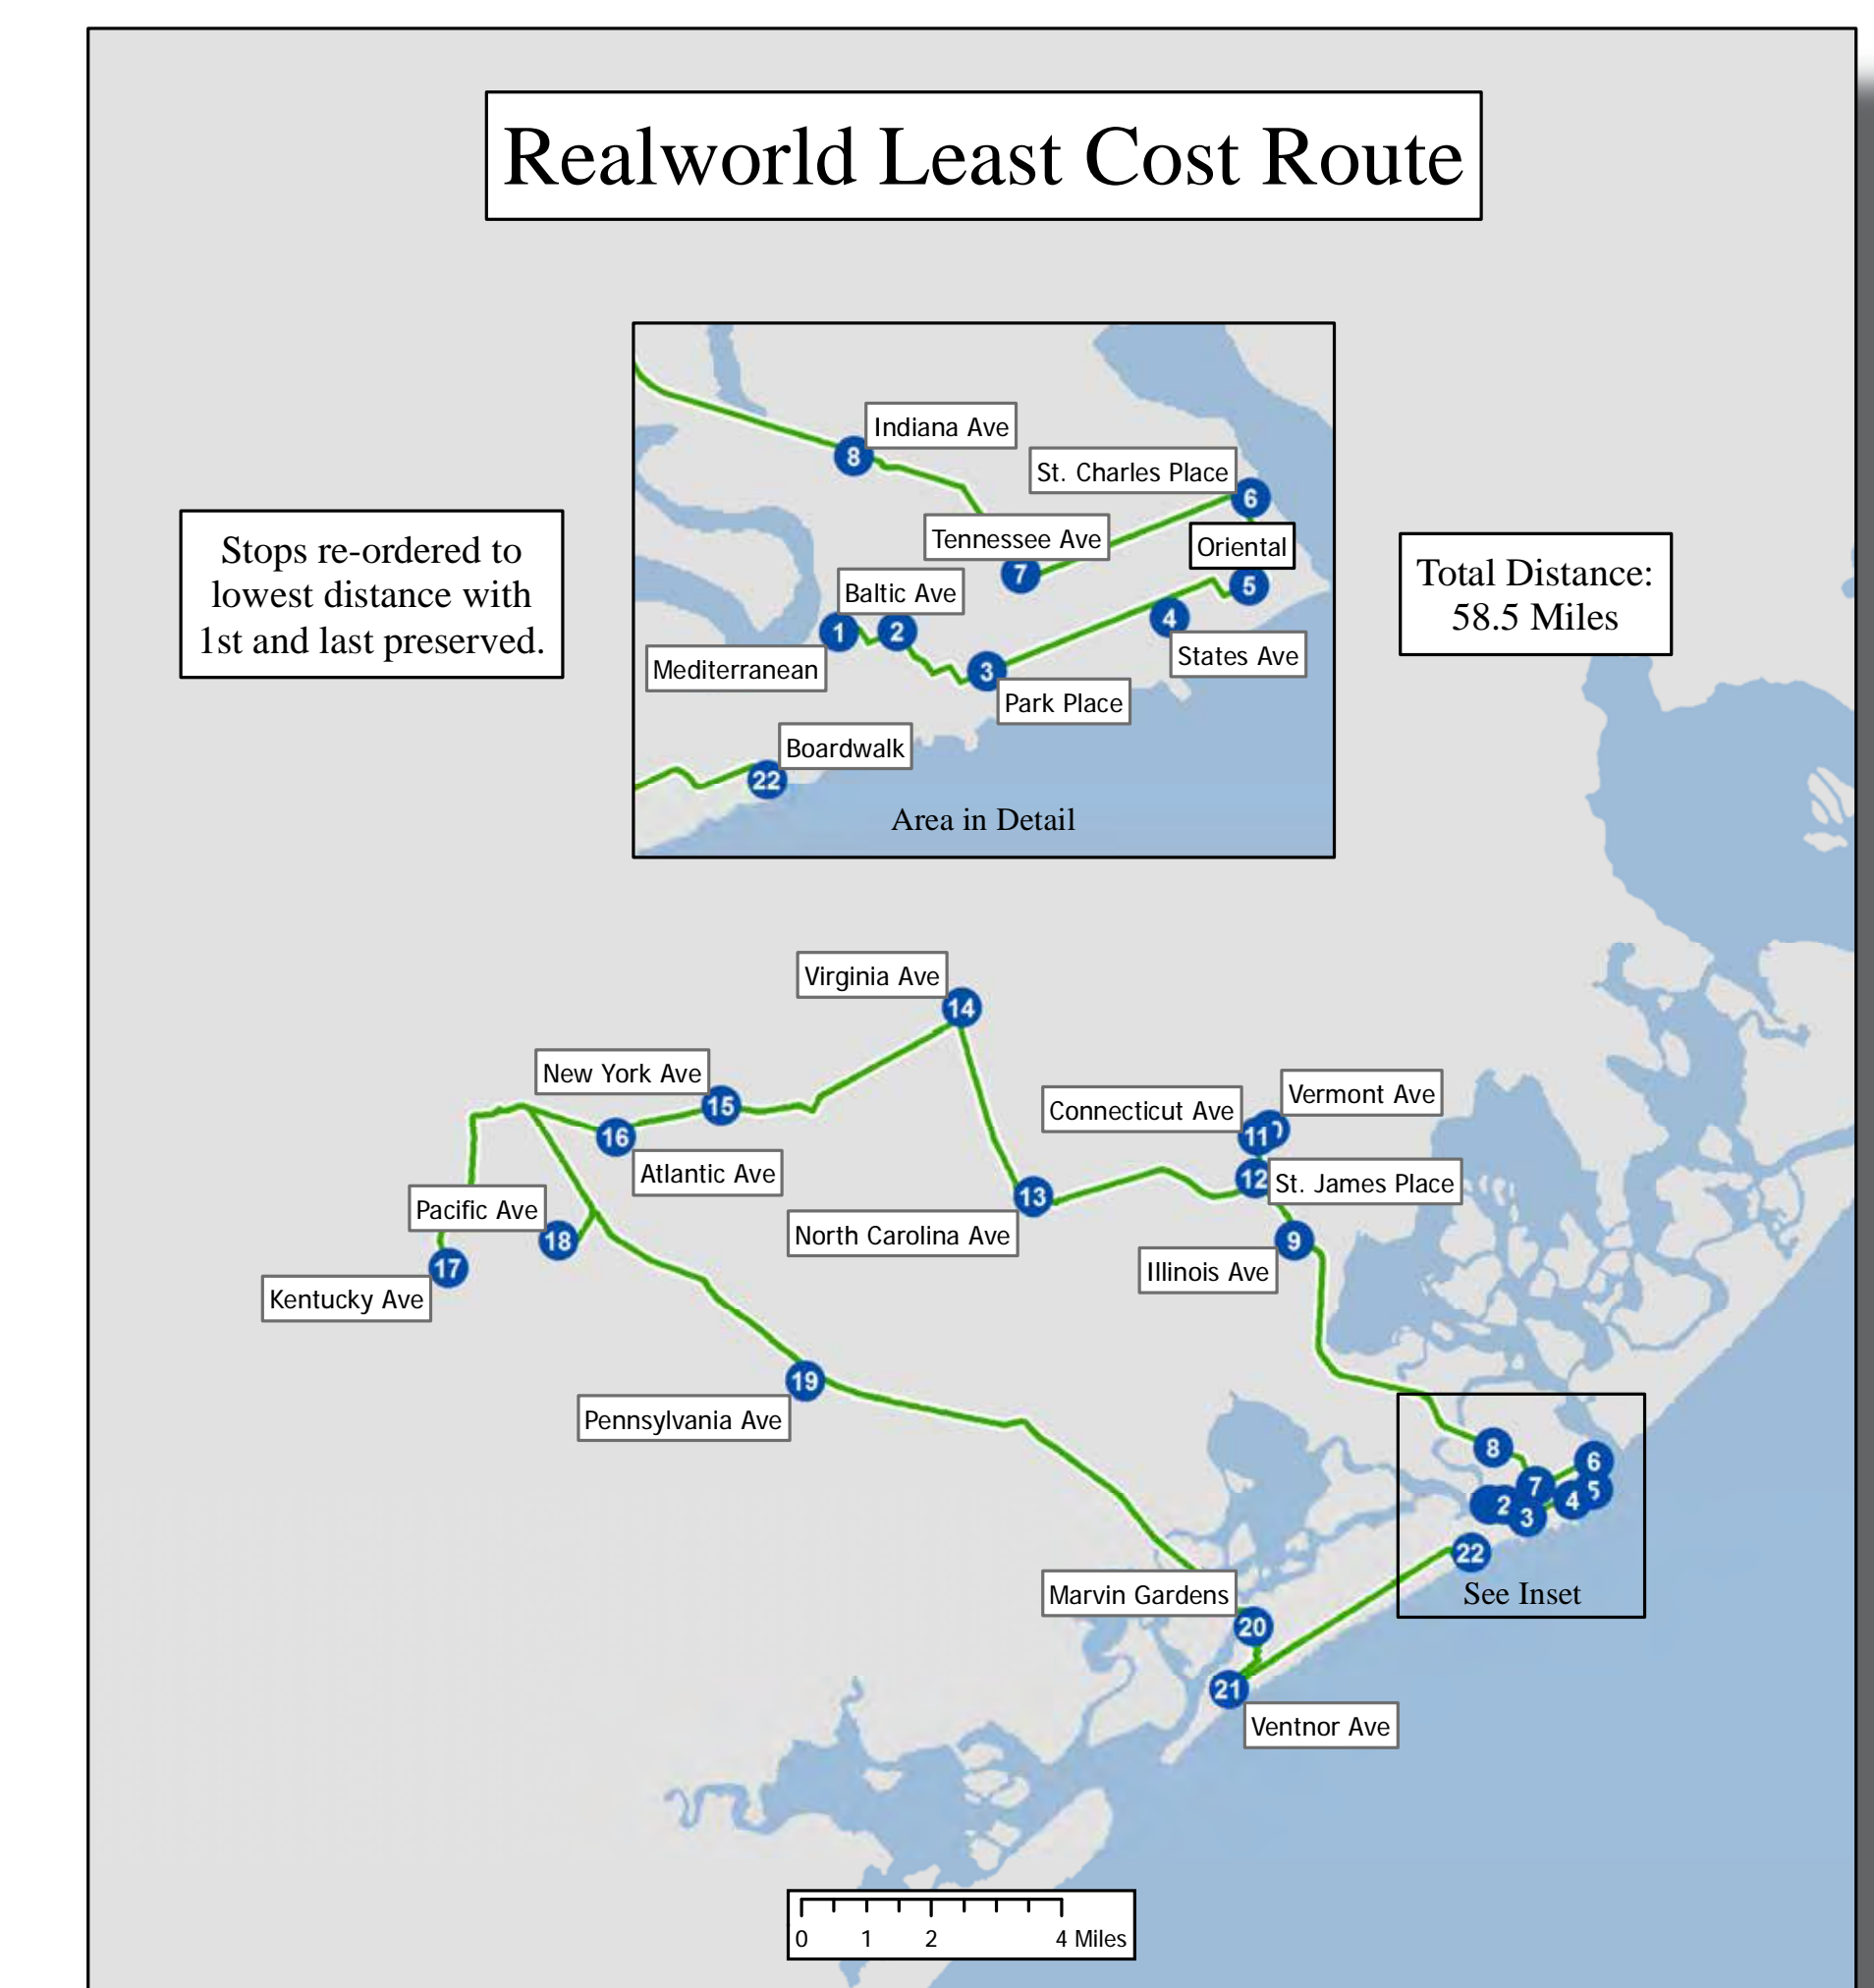 Realworld Least Cost Route
Stops re-ordered to
lowest distance with
1st and last preserved.
Total Distance:
58.5 Miles
Indiana Ave
8
St. Charles Place
6
Tennessee Ave
7
Oriental
5
Baltic Ave
1
2
4
States Ave
Mediterranean
3
Park Place
Boardwalk
22
Area in Detail
Virginia Ave
14
New York Ave
15
16
Atlantic Ave
Connecticut Ave
Vermont Ave
11
12
St. James Place
13
North Carolina Ave
Pacific Ave
18
17
Kentucky Ave
9
Illinois Ave
19
Pennsylvania Ave
8
6
7
5
4
2
3
22
See Inset
Marvin Gardens
20
21
Ventnor Ave
0 1 2 4 Miles